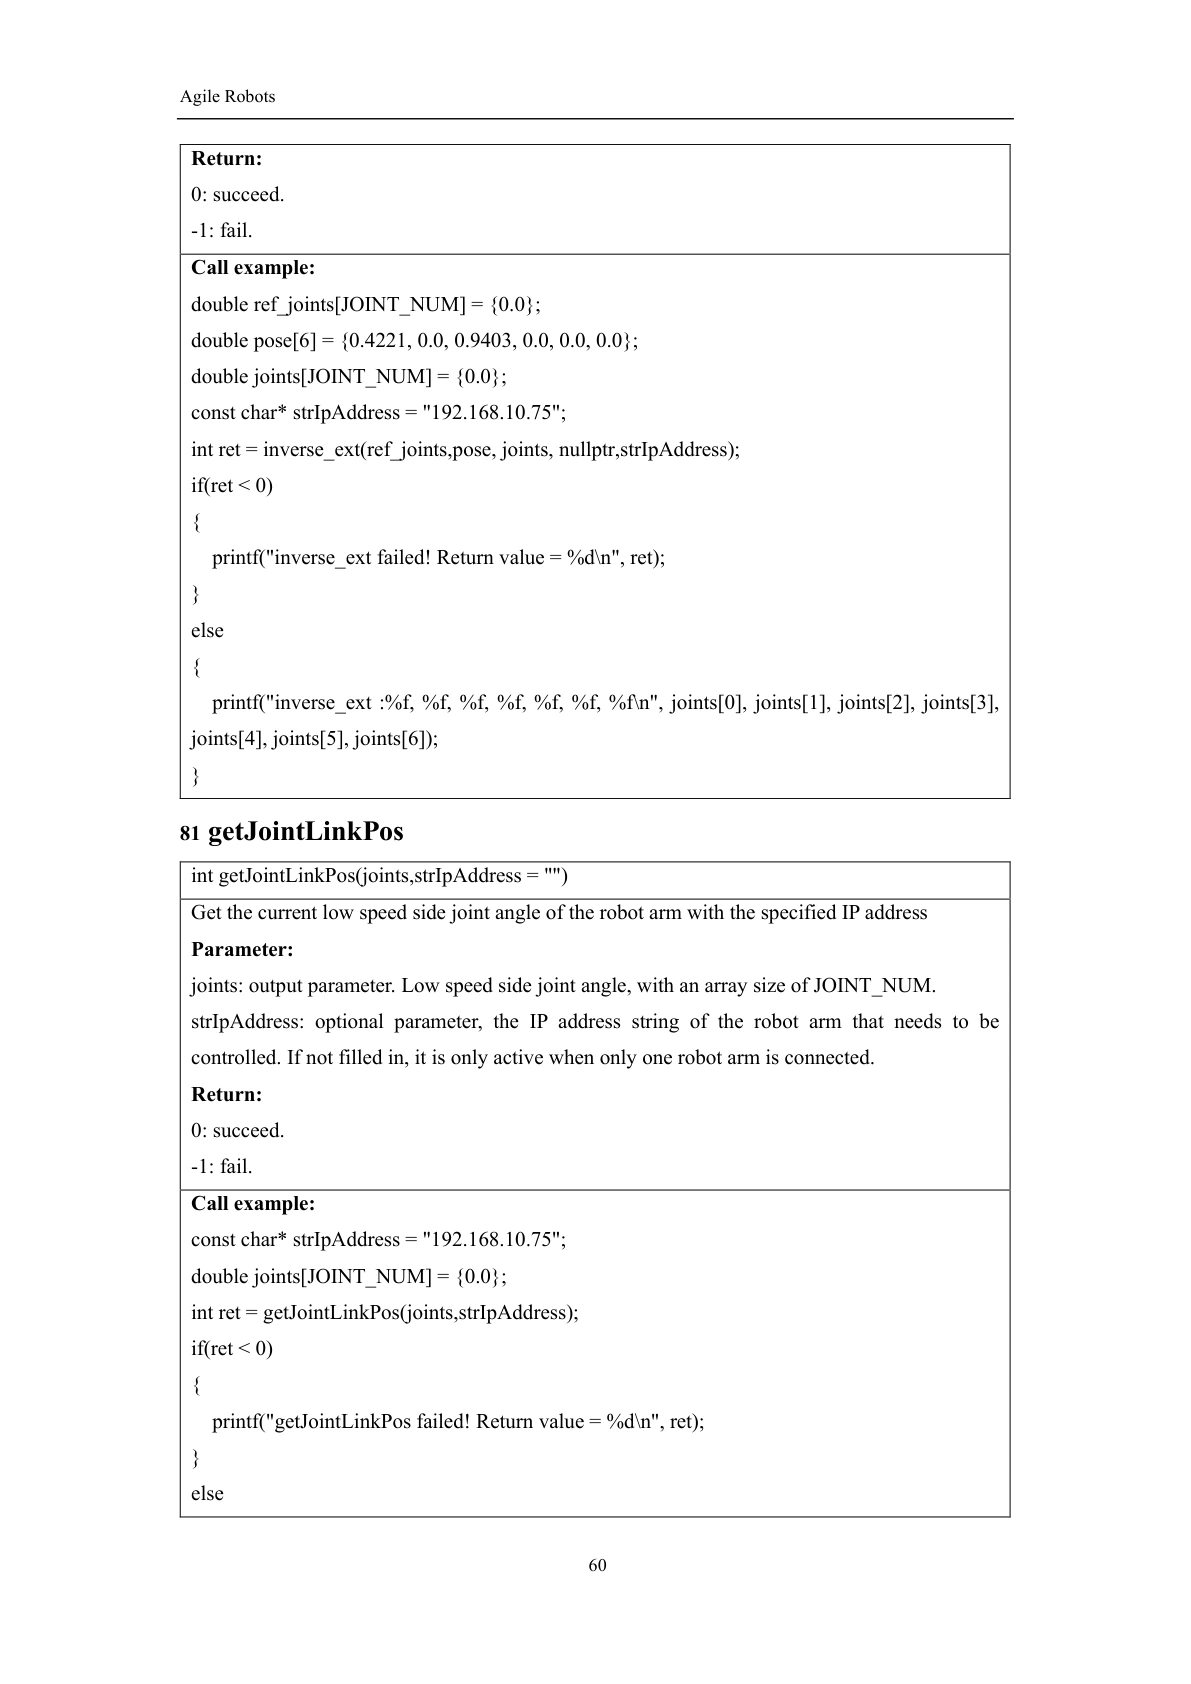 Agile Robots
Return:
0: succeed.
-1: fail.
Call example:
double ref_joints[JOINT_NUM] = {0.0};
double pose[6] = {0.4221, 0.0, 0.9403, 0.0, 0.0, 0.0};
double joints[JOINT_NUM] = {0.0};
const char* strIpAddress = "192.168.10.75";
int ret = inverse_ext(ref_joints,pose, joints, nullptr,strIpAddress);
if(ret < 0)
{
printf("inverse_ext failed! Return value = %d\n", ret);
}
else
{
printf("inverse_ext :%f, %f, %f, %f, %f, %f, %f\n", joints[0], joints[1], joints[2], joints[3],
joints[4], joints[5], joints[6]);
}
81 getJointLinkPos
int getJointLinkPos(joints,strIpAddress = "")
Get the current low speed side joint angle of the robot arm with the specified IP address
Parameter:
joints: output parameter. Low speed side joint angle, with an array size of JOINT_NUM.
strIpAddress: optional parameter, the IP address string of the robot arm that needs to be
controlled. If not filled in, it is only active when only one robot arm is connected.
Return:
0: succeed.
-1: fail.
Call example:
const char* strIpAddress = "192.168.10.75";
double joints[JOINT_NUM] = {0.0};
int ret = getJointLinkPos(joints,strIpAddress);
if(ret < 0)
{
printf("getJointLinkPos failed! Return value = %d\n", ret);
}
else
60